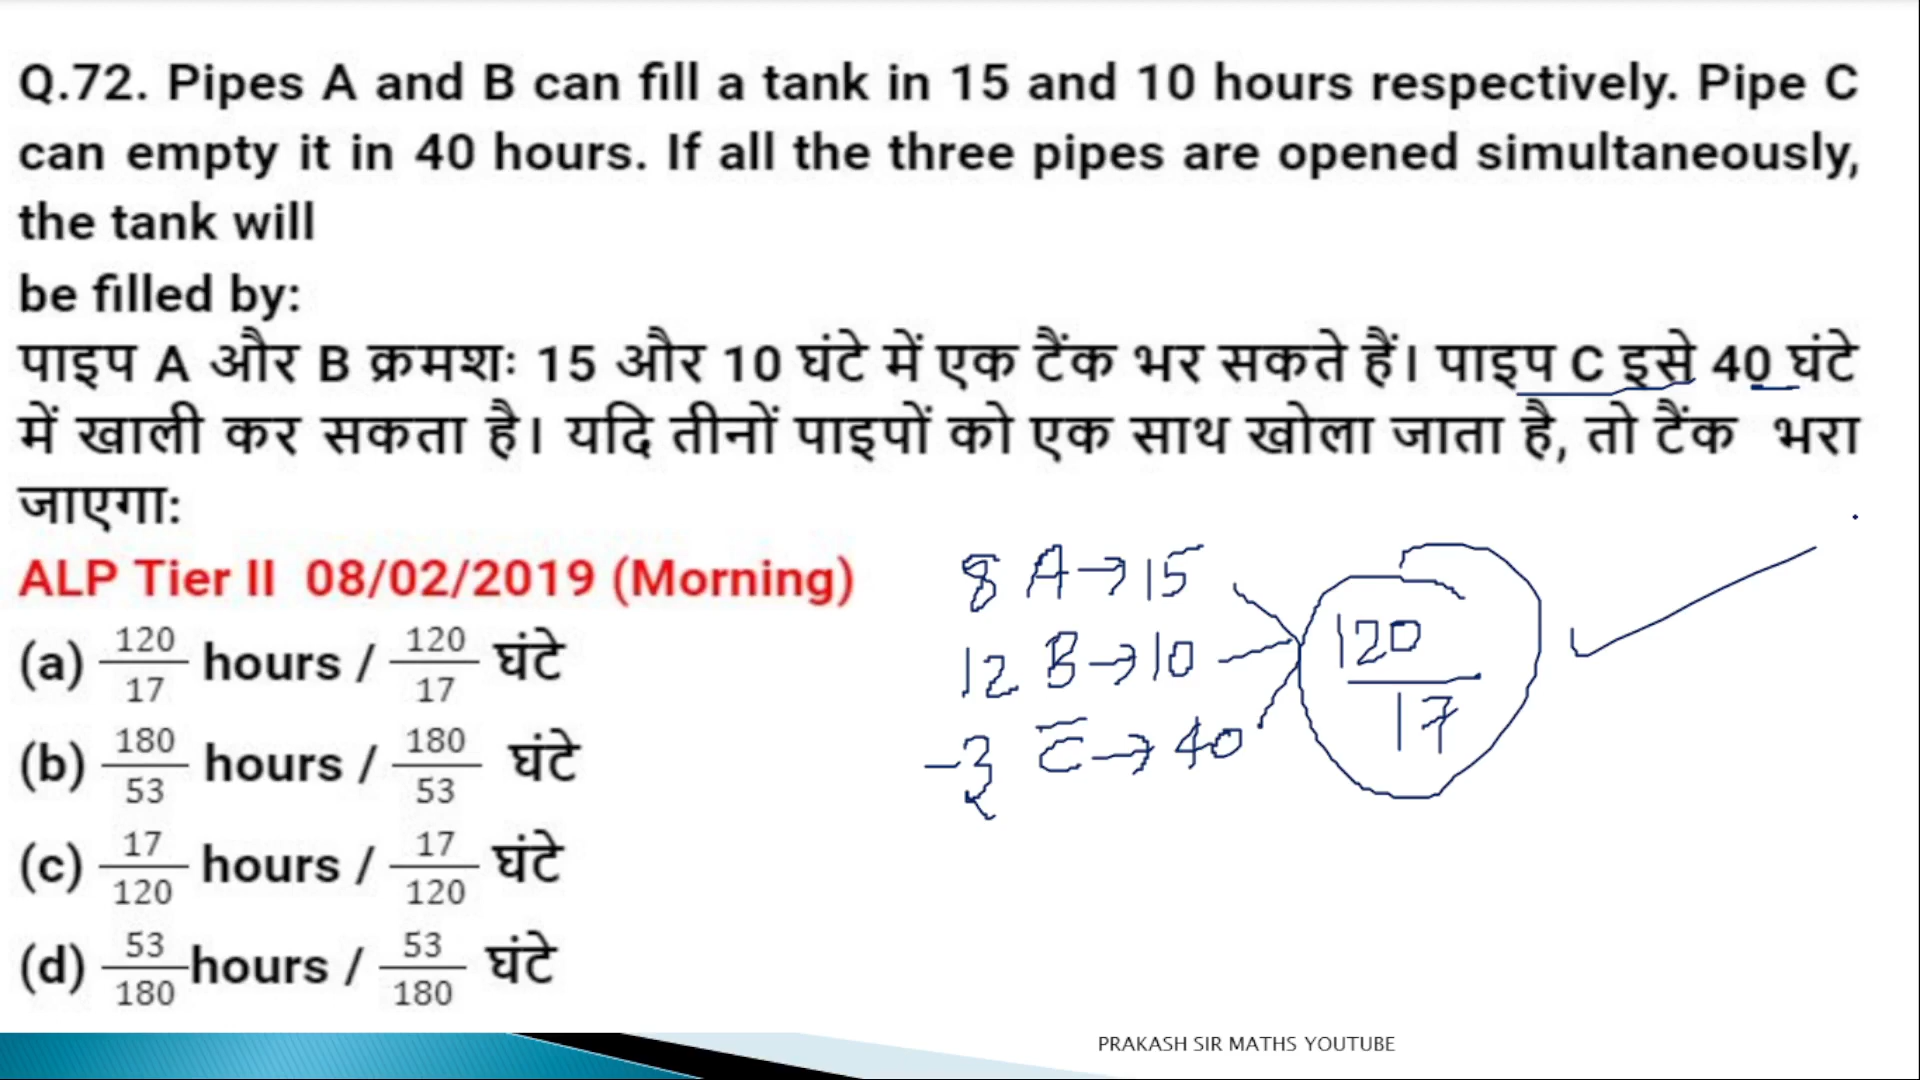 Q.72. Pipes A and B can fill a tank in 15 and 10 hours respectively. Pipe C
can empty it in 40 hours. If all the three pipes are opened simultaneously,
the tank will
be filled by:
पाइप A और B क्रमशः 15 और 10 घंटे में एक टैंक भर सकते हैं। पाइप C इसे 40 घंटे
में खाली कर सकता है। यदि तीनों पाइपों को एक साथ खोला जाता है, तो टैंक भरा
जाएगा:
ALP Tier II 08/02/2019 (Morning)
(a) 120/17 hours / 120/17 घंटे
(b) 180/53 hours / 180/53 घंटे
(c) 17/120 hours / 17/120 घंटे
(d) 53/180 hours / 53/180 घंटे
8 A→15
12 B→10
-3 C→40
120/17
PRAKASH SIR MATHS YOUTUBE